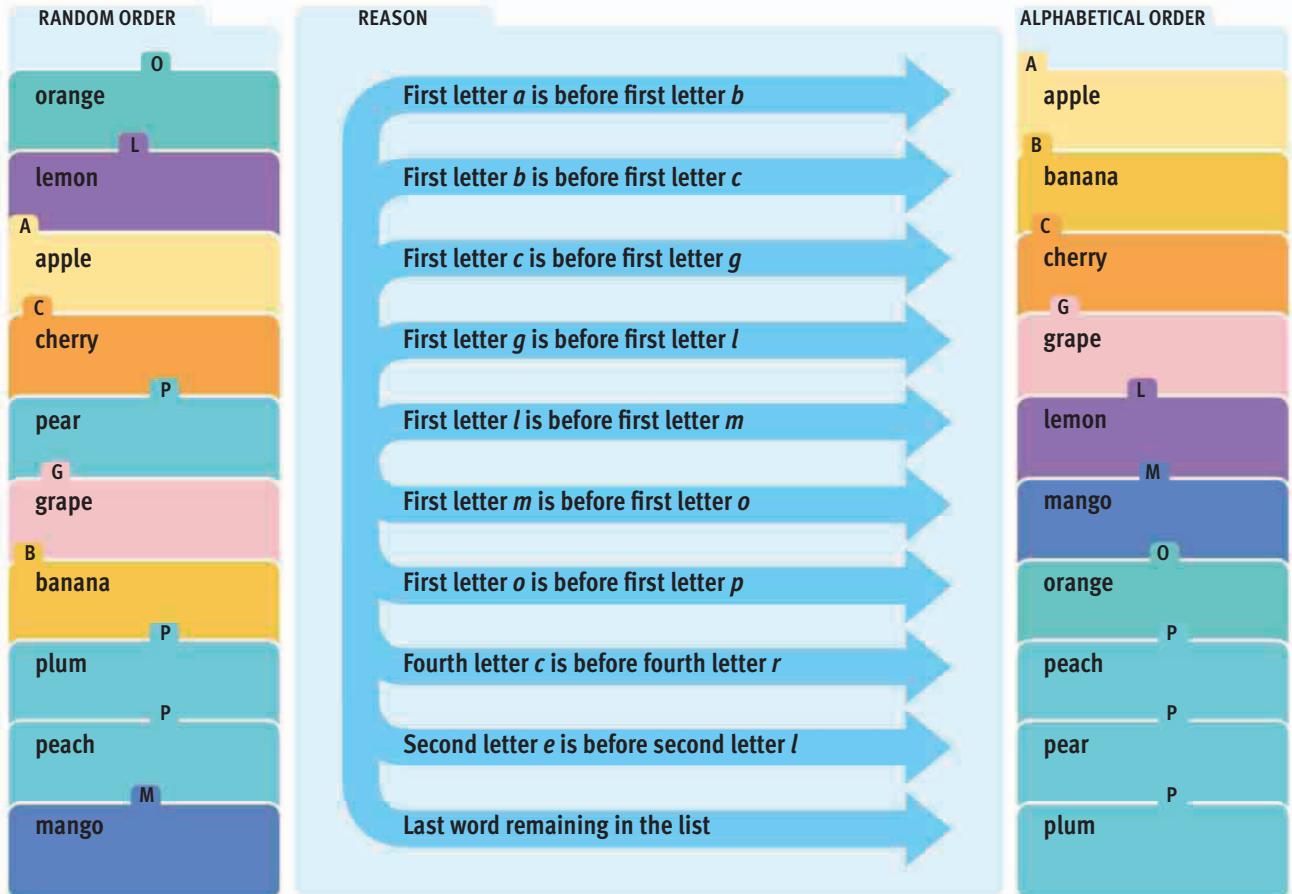 RANDOM ORDER
O
orange
L
lemon
A
apple
C
cherry
P
pear
G
grape
B
banana
P
plum
P
peach
M
mango
REASON
First letter a is before first letter b
First letter b is before first letter c
First letter c is before first letter g
First letter g is before first letter l
First letter l is before first letter m
First letter m is before first letter o
First letter o is before first letter p
Fourth letter c is before fourth letter r
Second letter e is before second letter l
Last word remaining in the list
ALPHABETICAL ORDER
A
apple
B
banana
C
cherry
G
grape
L
lemon
M
mango
O
orange
P
peach
P
pear
P
plum